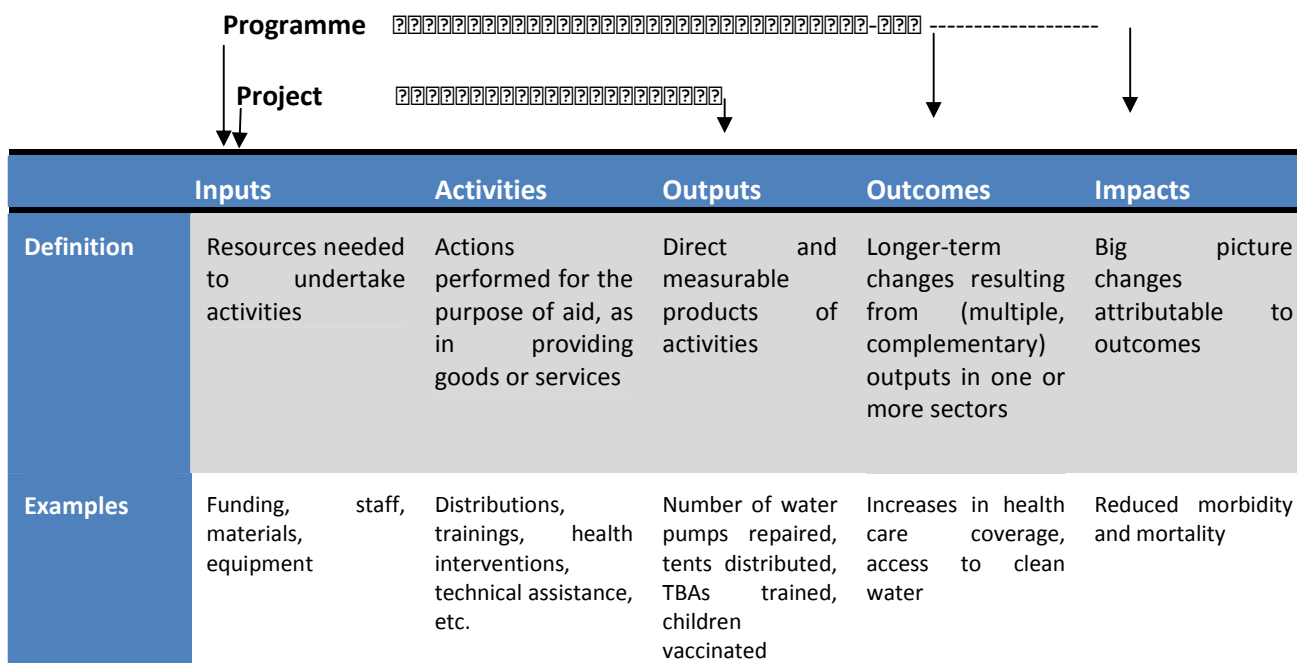 Programme ⍰⍰⍰⍰⍰⍰⍰⍰⍰⍰⍰⍰⍰⍰⍰⍰⍰⍰⍰⍰⍰⍰⍰⍰⍰⍰⍰⍰⍰⍰⍰⍰-⍰⍰⍰ -------------------
Project ⍰⍰⍰⍰⍰⍰⍰⍰⍰⍰⍰⍰⍰⍰⍰⍰⍰⍰⍰⍰⍰⍰
Inputs Activities Outputs Outcomes Impacts
Definition
Resources needed
to undertake
activities
Actions
performed for the
purpose of aid, as
in providing
goods or services
Direct and
measurable
products of
activities
Longer-term
changes resulting
from (multiple,
complementary)
outputs in one or
more sectors
Big picture
changes
attributable to
outcomes
Examples
Funding, staff,
materials,
equipment
Distributions,
trainings, health
interventions,
technical assistance,
etc.
Number of water
pumps repaired,
tents distributed,
TBAs trained,
children
vaccinated
Increases in health
care coverage,
access to clean
water
Reduced morbidity
and mortality